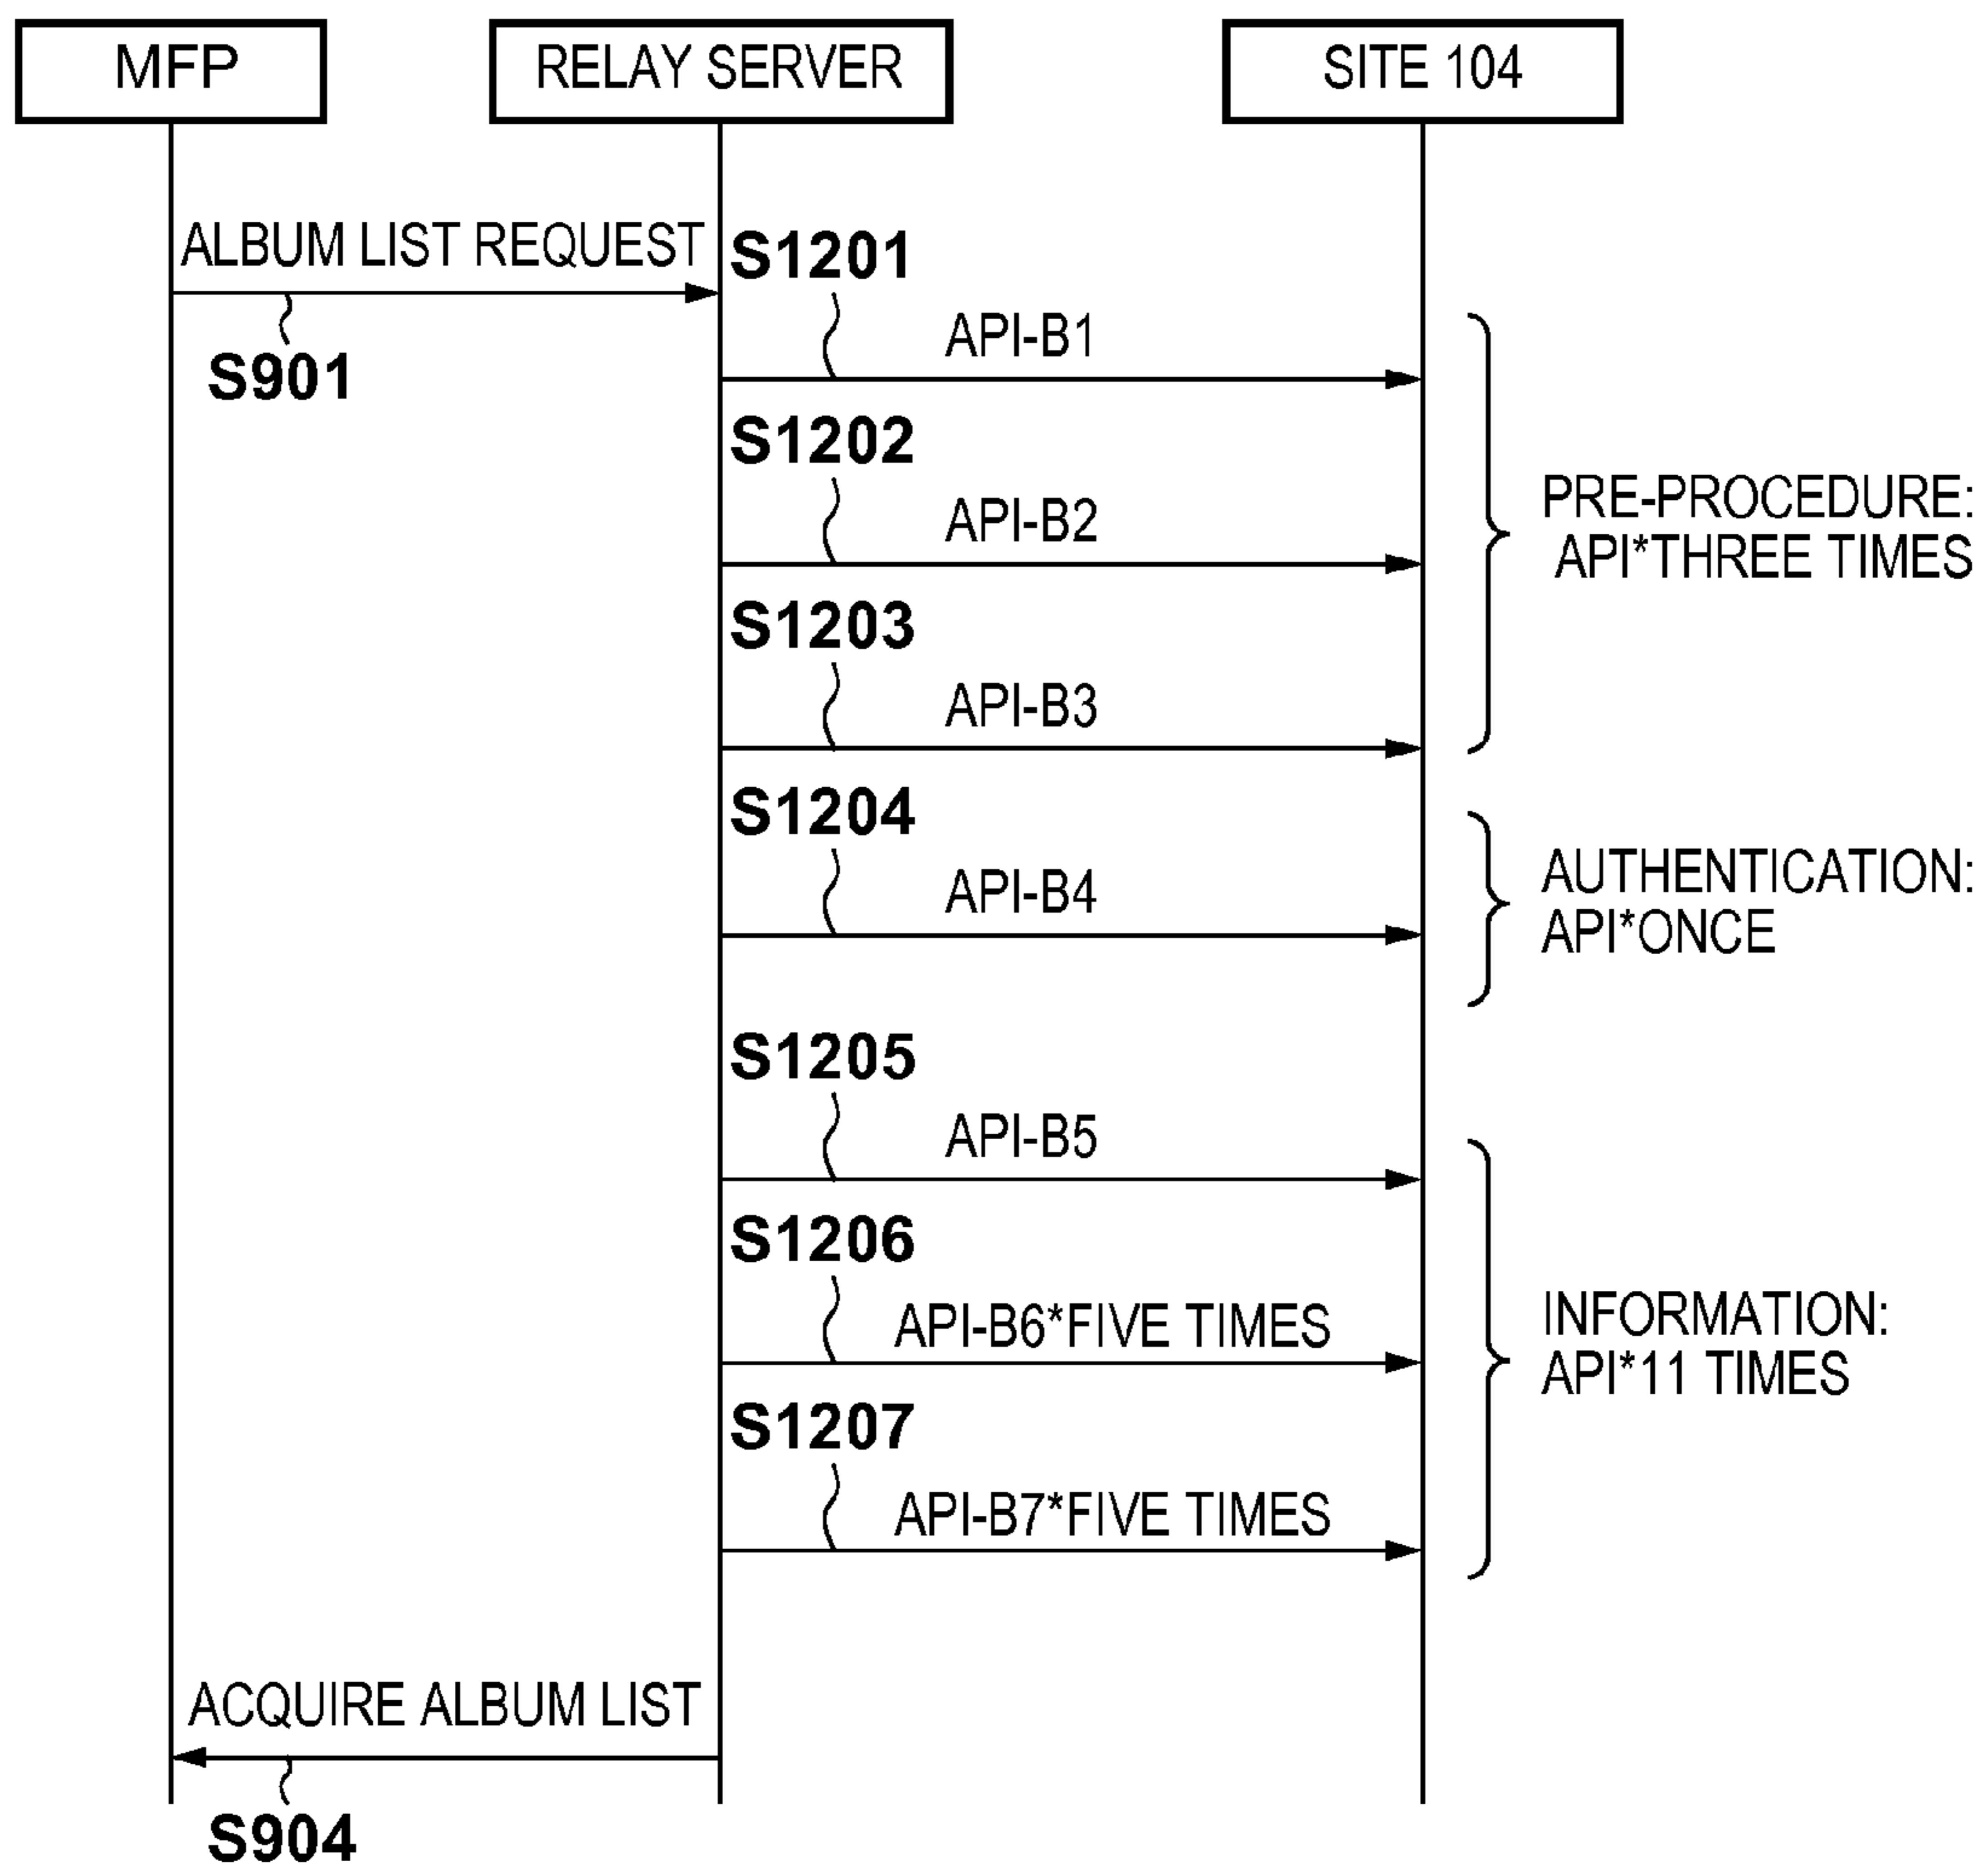 MFP
RELAY SERVER
SITE 104
ALBUM LIST REQUEST
S901
S1201
API-B1
S1202
API-B2
S1203
API-B3
PRE-PROCEDURE:
API*THREE TIMES
S1204
API-B4
AUTHENTICATION:
API*ONCE
S1205
API-B5
S1206
API-B6*FIVE TIMES
S1207
API-B7*FIVE TIMES
INFORMATION:
API*11 TIMES
ACQUIRE ALBUM LIST
S904